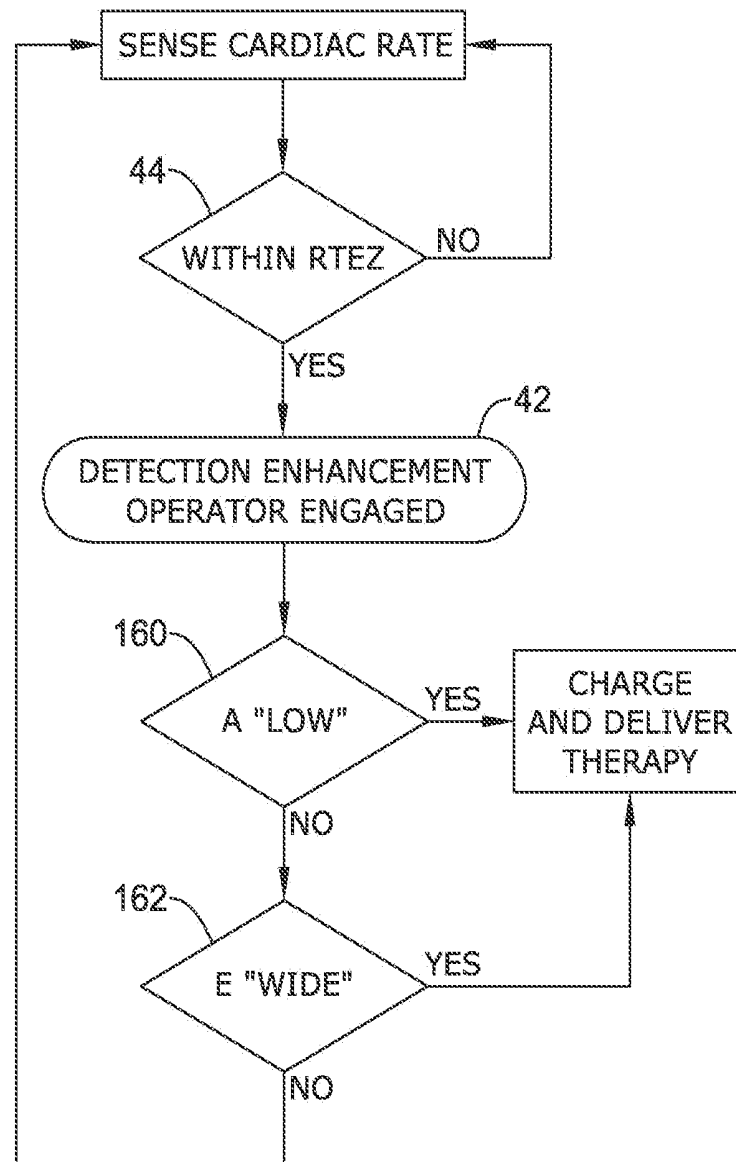 SENSE CARDIAC RATE
44
WITHIN RTEZ
NO
YES
42
DETECTION ENHANCEMENT
OPERATOR ENGAGED
160
A "LOW"
YES
CHARGE
AND DELIVER
THERAPY
NO
162
E "WIDE"
YES
NO